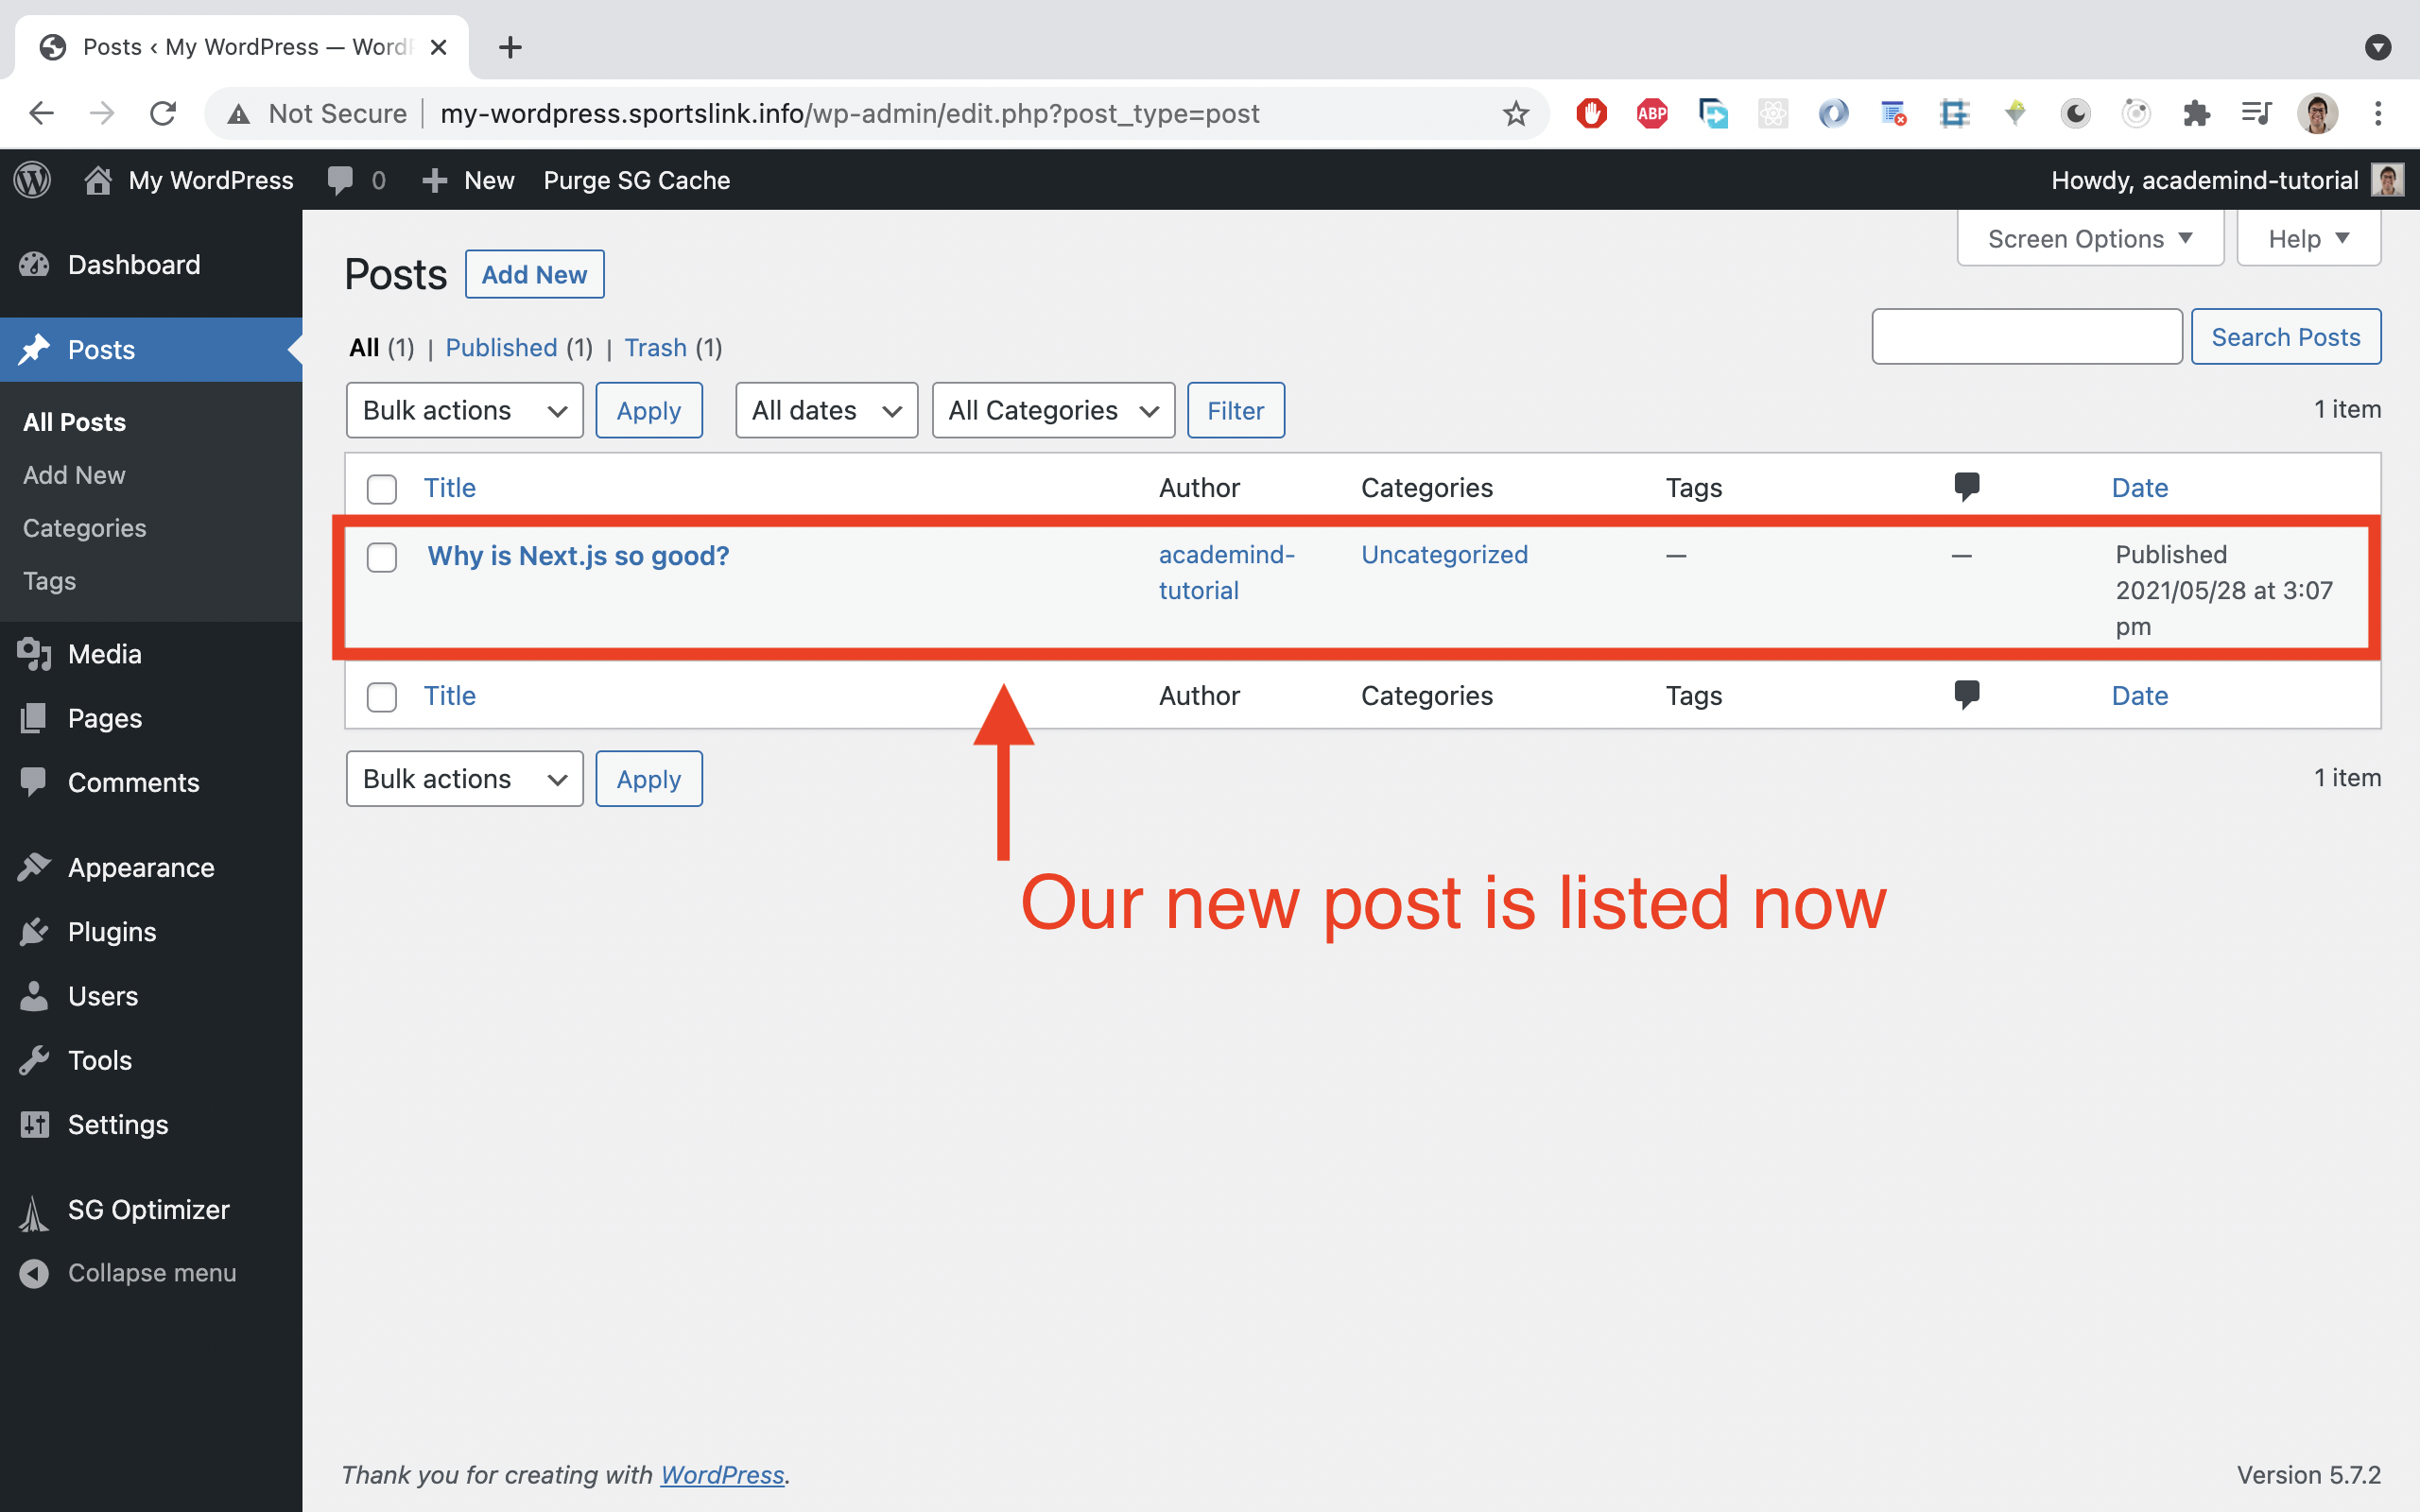 Posts ‹ My WordPress — WordP
Not Secure my-wordpress.sportslink.info/wp-admin/edit.php?post_type=post
ABP
My WordPress 0 New Purge SG Cache Howdy, academind-tutorial
Screen Options Help
Dashboard
Posts
All Posts
Add New
Categories
Tags
Media
Pages
Comments
Appearance
Plugins
Users
Tools
Settings
SG Optimizer
Collapse menu
Posts Add New
All (1) | Published (1) | Trash (1)
Search Posts
Bulk actions Apply All dates All Categories Filter 1 item
Title Author Categories Tags Date
Why is Next.js so good? academind- Uncategorized — — Published
tutorial 2021/05/28 at 3:07
pm
Title Author Categories Tags Date
Bulk actions Apply 1 item
Our new post is listed now
Thank you for creating with WordPress. Version 5.7.2